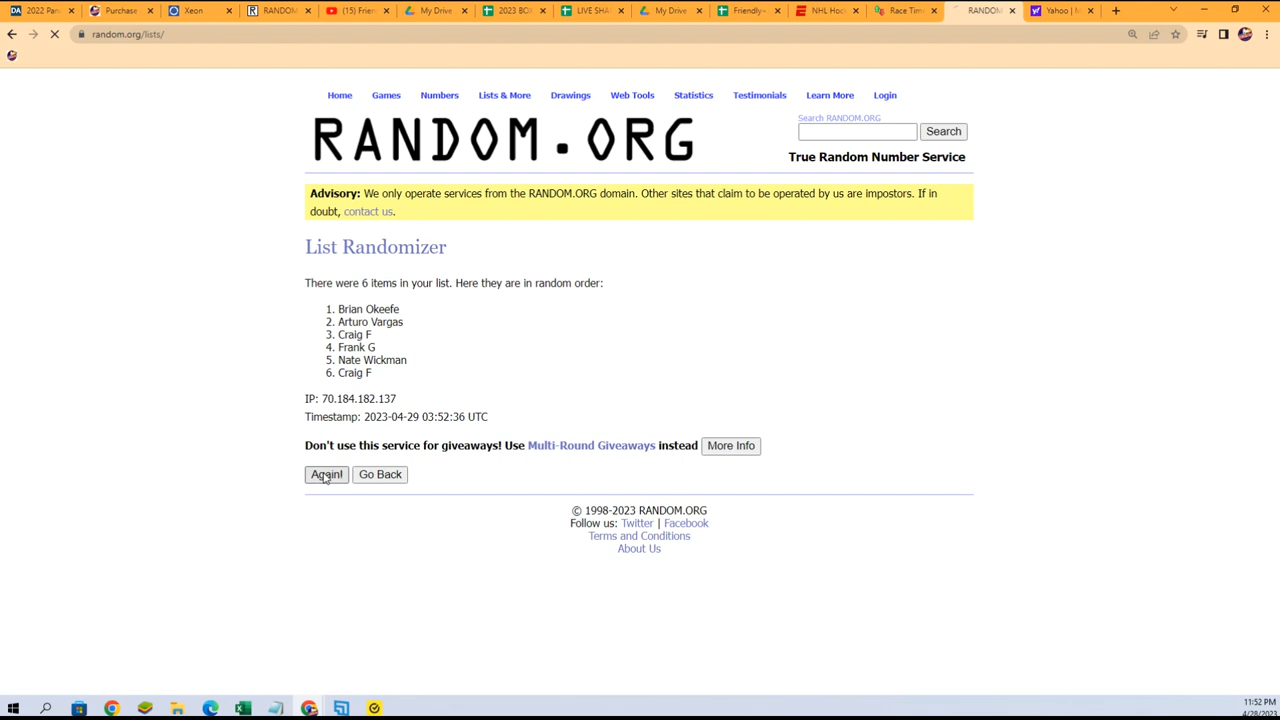 2022 Pan
Purchase
Xeon
RANDOM
(15) Frien
My Drive
2023 BO
LIVE SHA
My Drive
Friendly-
NHL Hoc
Race Tim
RANDOM
Yahoo | M
random.org/lists/
Home Games Numbers Lists & More Drawings Web Tools Statistics Testimonials Learn More Login
RANDOM.ORG
Search RANDOM.ORG
Search
True Random Number Service
Advisory: We only operate services from the RANDOM.ORG domain. Other sites that claim to be operated by us are impostors. If in
doubt, contact us.
List Randomizer
There were 6 items in your list. Here they are in random order:
1. Brian Okeefe
2. Arturo Vargas
3. Craig F
4. Frank G
5. Nate Wickman
6. Craig F
IP: 70.184.182.137
Timestamp: 2023-04-29 03:52:36 UTC
Don't use this service for giveaways! Use Multi-Round Giveaways instead More Info
Again! Go Back
© 1998-2023 RANDOM.ORG
Follow us: Twitter | Facebook
Terms and Conditions
About Us
11:52 PM
4/28/2023